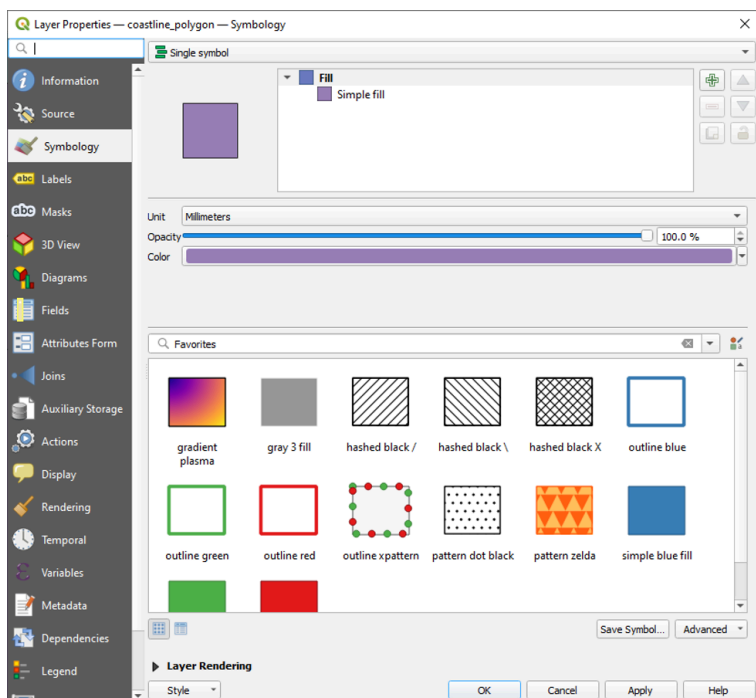 Layer Properties — coastline_polygon — Symbology
Information
Source
Symbology
abc Labels
abc Masks
3D View
Diagrams
Fields
Attributes Form
Joins
Auxiliary Storage
Actions
Display
Rendering
Temporal
Variables
Metadata
Dependencies
Legend
Single symbol
Fill
Simple fill
Unit Millimeters
Opacity 100.0 %
Color
Favorites
gradient plasma
gray 3 fill
hashed black /
hashed black \
hashed black X
outline blue
outline green
outline red
outline xpattern
pattern dot black
pattern zelda
simple blue fill
Save Symbol...
Advanced
Layer Rendering
Style
OK
Cancel
Apply
Help